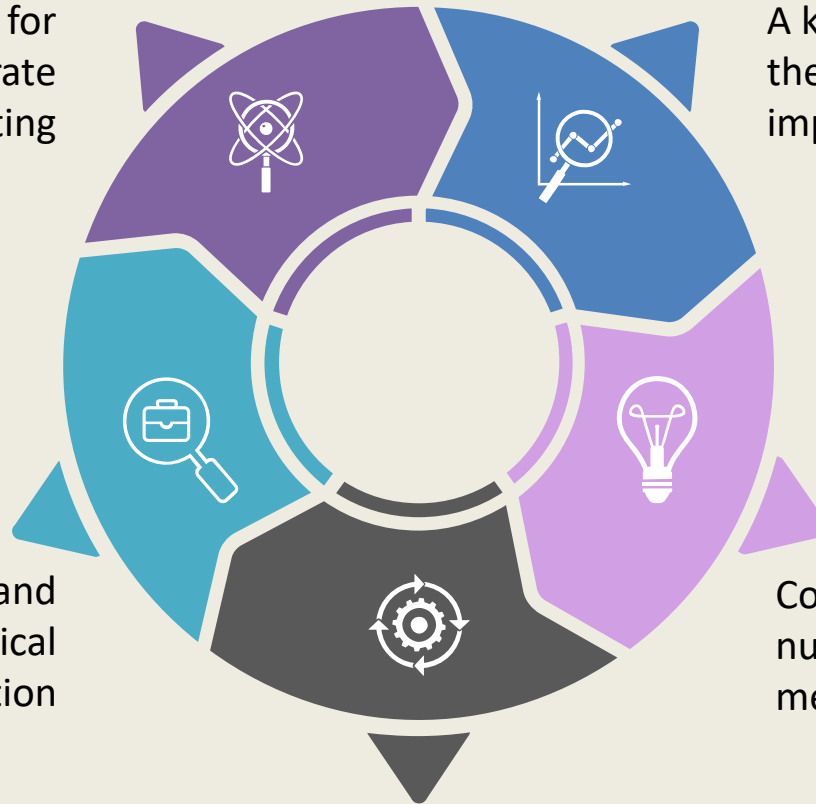 for
rate
ting
A k
the
imp
and
ical
tion
Co
nu
me